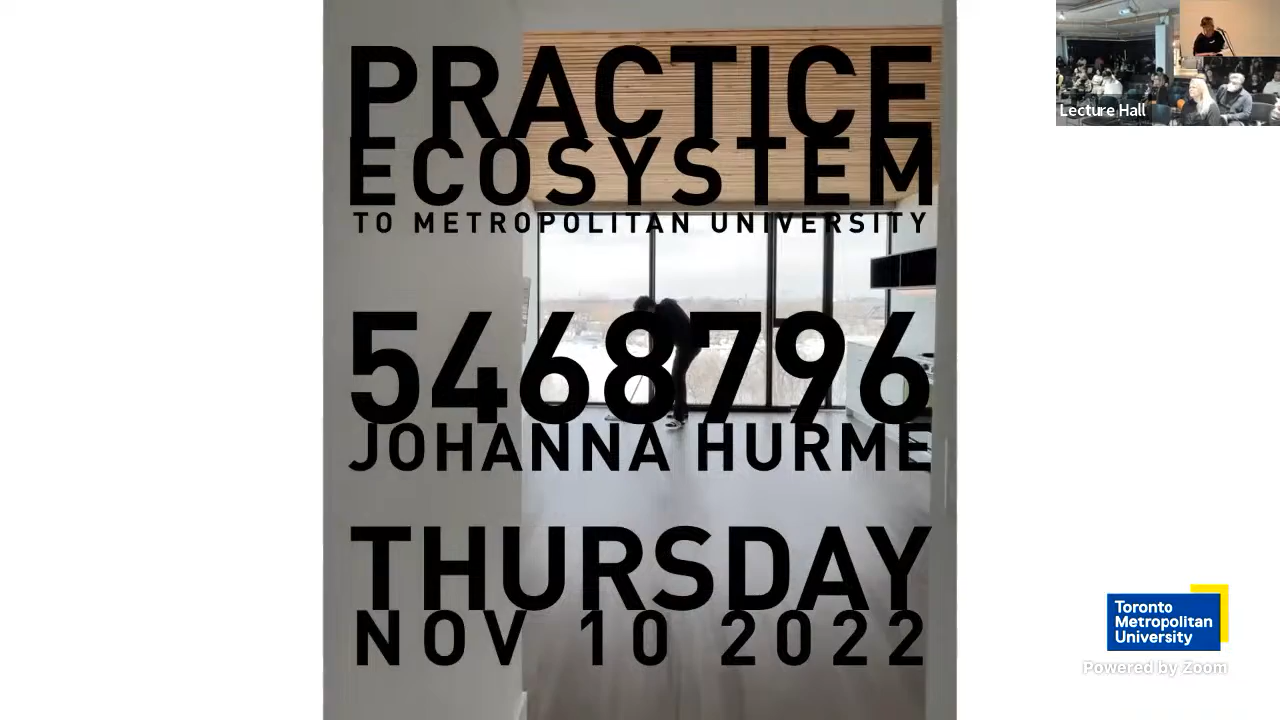 PRACTICE
ECOSYSTEM
TO METROPOLITAN UNIVERSITY
5468796
JOHANNA HURME
THURSDAY
NOV 10 2022
Lecture Hall
Toronto
Metropolitan
University
Powered by Zoom